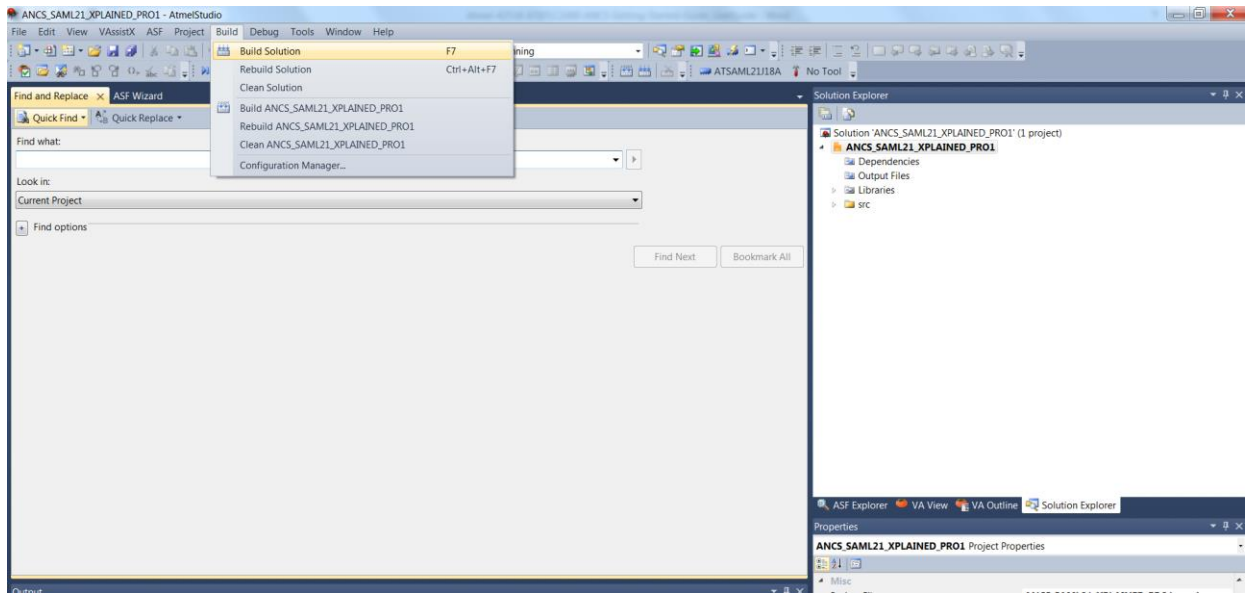 ANCS_SAML21_XPLAINED_PRO1 - AtmelStudio
File Edit View VAssistX ASF Project Build Debug Tools Window Help
Build Solution F7
Rebuild Solution Ctrl+Alt+F7
Clean Solution
Build ANCS_SAML21_XPLAINED_PRO1
Rebuild ANCS_SAML21_XPLAINED_PRO1
Clean ANCS_SAML21_XPLAINED_PRO1
Configuration Manager...
ATSAML21J18A No Tool
Find and Replace ASF Wizard
Quick Find Quick Replace
Find what:
Look in:
Current Project
Find options
Find Next Bookmark All
Solution Explorer
Solution 'ANCS_SAML21_XPLAINED_PRO1' (1 project)
ANCS_SAML21_XPLAINED_PRO1
Dependencies
Output Files
Libraries
src
ASF Explorer VA View VA Outline Solution Explorer
Properties
ANCS_SAML21_XPLAINED_PRO1 Project Properties
Misc
Output